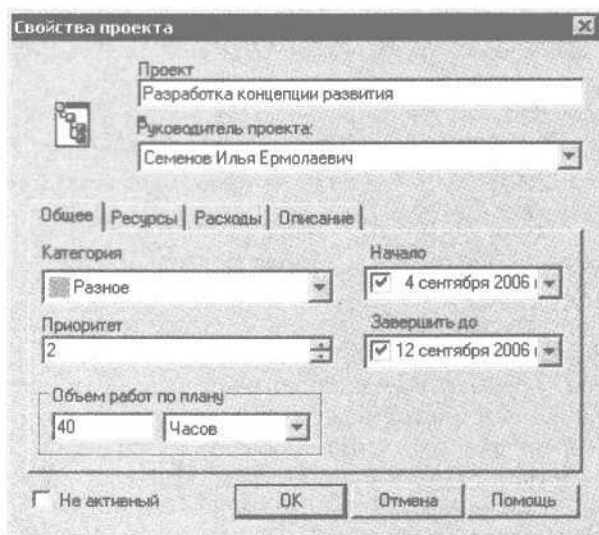 Свойства проекта
Проект
Разработка концепции развития
Руководитель проекта:
Семенов Илья Ермолаевич
Общее Ресурсы Расходы Описание
Категория
Разное
Начало
4 сентября 2006
Приоритет
2
Завершить до
12 сентября 2006
Объем работ по плану
40 Часов
Не активный
ОК Отмена Помощь